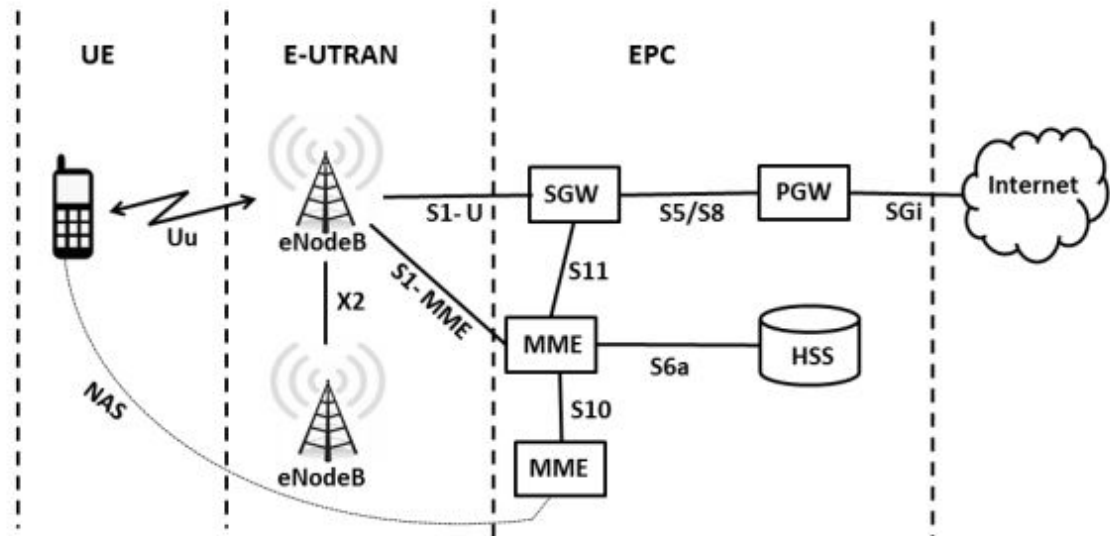 UE
E-UTRAN
EPC
Uu
eNodeB
S1- U
SGW
S5/S8
PGW
SGi
Internet
X2
S1- MME
S11
MME
S6a
HSS
NAS
eNodeB
S10
MME